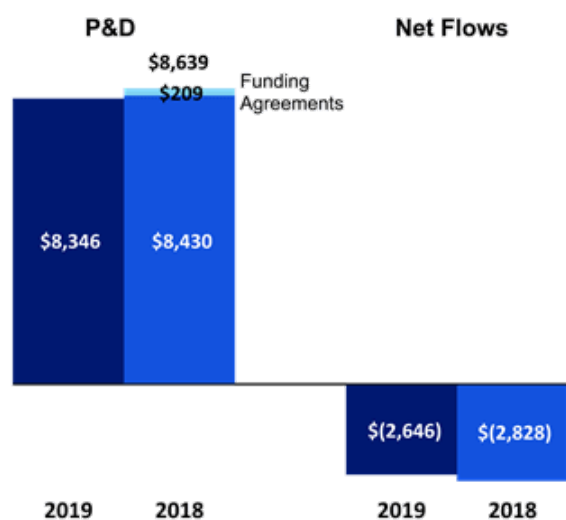 P&D
Net Flows
$8,639
$209
Funding
Agreements
$8,346
$8,430
$(2,646)
$(2,828)
2019
2018
2019
2018